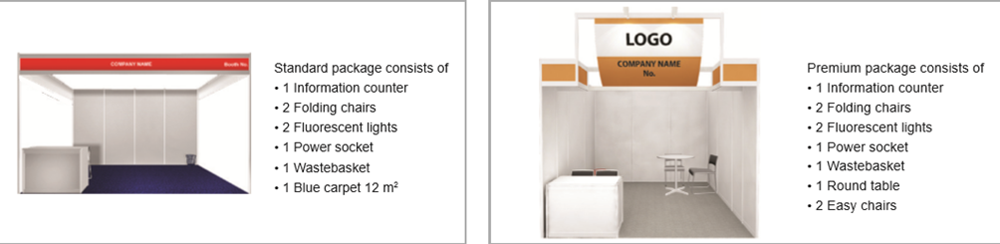 COMPANY NAME
Booth No.
Standard package consists of
• 1 Information counter
• 2 Folding chairs
• 2 Fluorescent lights
• 1 Power socket
• 1 Wastebasket
• 1 Blue carpet 12 m²
LOGO
COMPANY NAME
No.
Premium package consists of
• 1 Information counter
• 2 Folding chairs
• 2 Fluorescent lights
• 1 Power socket
• 1 Wastebasket
• 1 Round table
• 2 Easy chairs